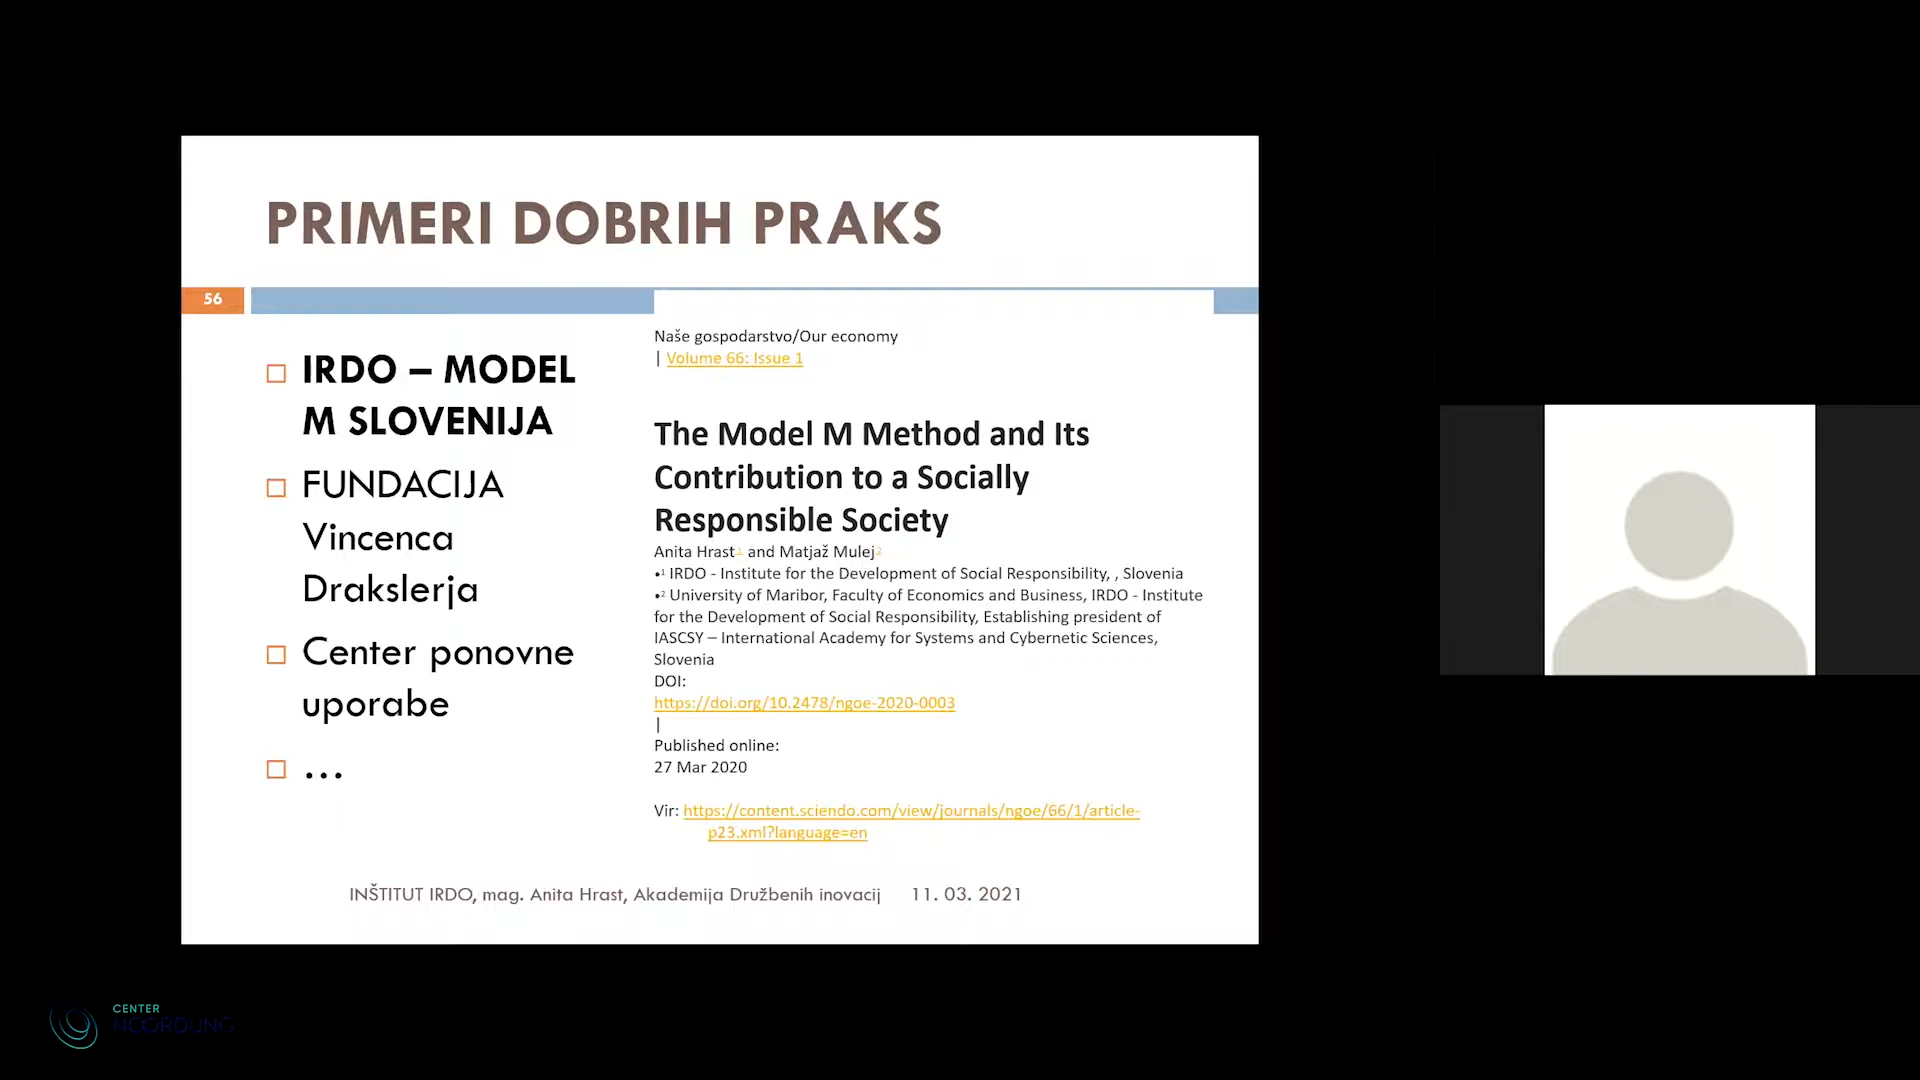 PRIMERI DOBRIH PRAKS
56
IRDO – MODEL
M SLOVENIJA
FUNDACIJA
Vincenca
Drakslerja
Center ponovne
uporabe
...
Naše gospodarstvo/Our economy
| Volume 66: Issue 1
The Model M Method and Its
Contribution to a Socially
Responsible Society
Anita Hrast1 and Matjaž Mulej2
•1 IRDO - Institute for the Development of Social Responsibility, , Slovenia
•2 University of Maribor, Faculty of Economics and Business, IRDO - Institute
for the Development of Social Responsibility, Establishing president of
IASCSY – International Academy for Systems and Cybernetic Sciences,
Slovenia
DOI:
https://doi.org/10.2478/ngoe-2020-0003
|
Published online:
27 Mar 2020
Vir: https://content.sciendo.com/view/journals/ngoe/66/1/article-
p23.xml?language=en
INŠTITUT IRDO, mag. Anita Hrast, Akademija Družbenih inovacij 11. 03. 2021
CENTER
NOORDUNG